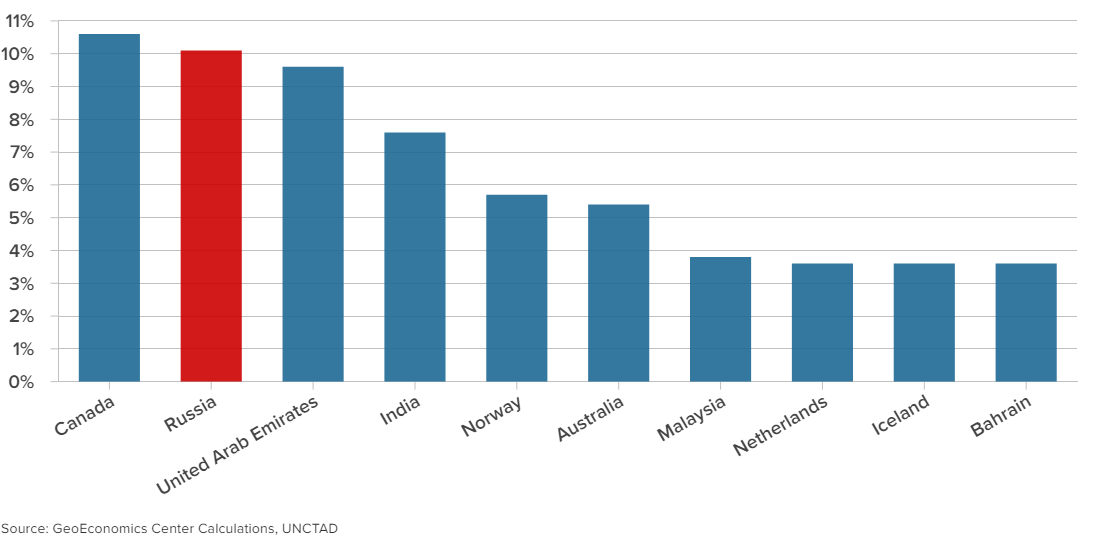 11%
10%
9%
8%
7%
6%
5%
4%
3%
2%
1%
0%
Canada
Russia
United Arab Emirates
India
Norway
Australia
Malaysia
Netherlands
Iceland
Bahrain
Source: GeoEconomics Center Calculations, UNCTAD